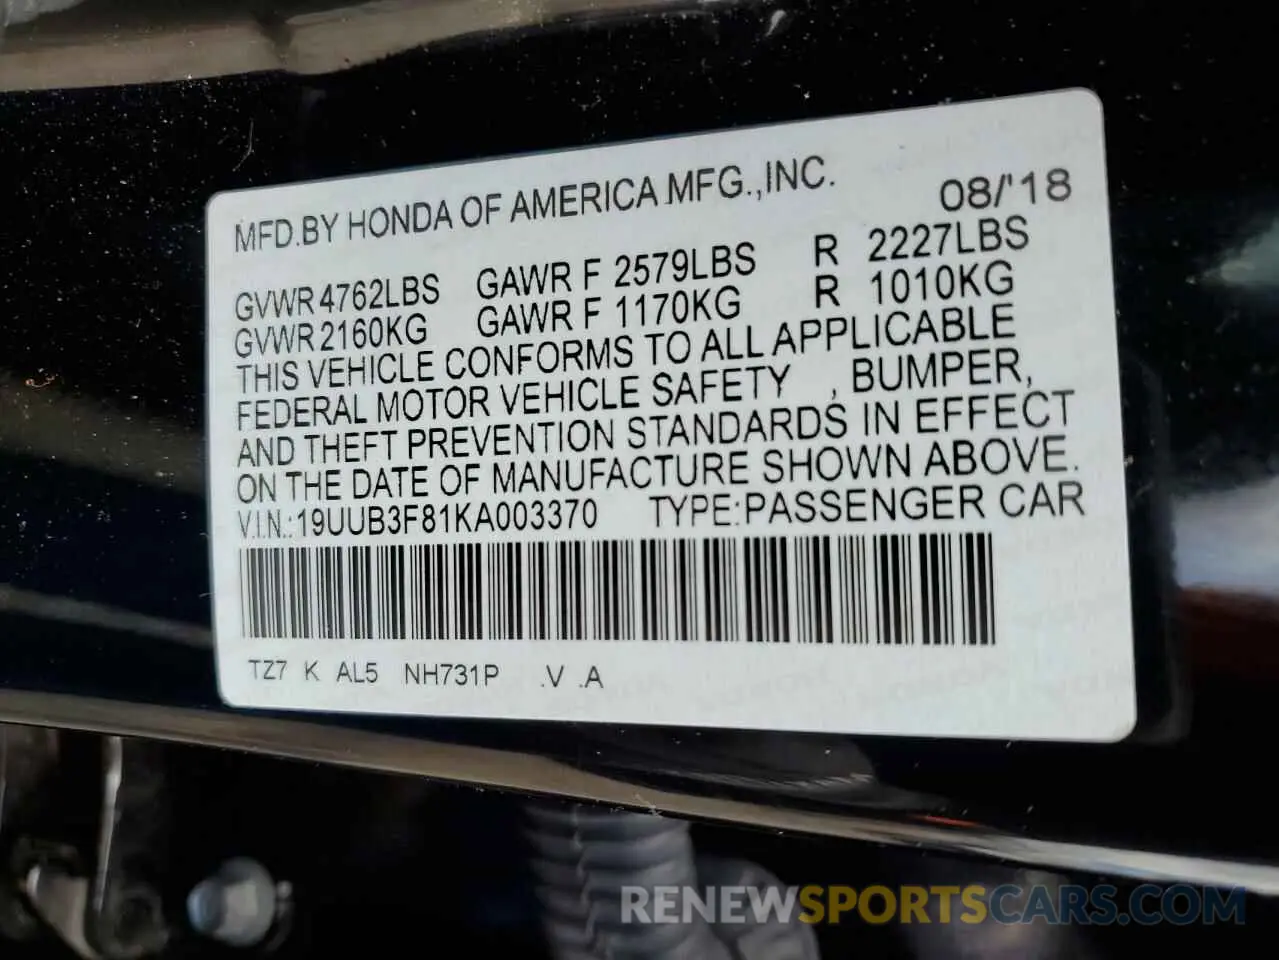 MFD.BY HONDA OF AMERICA MFG.,INC. 08/'18
GVWR 4762LBS GAWR F 2579LBS R 2227LBS
GVWR 2160KG GAWR F 1170KG R 1010KG
THIS VEHICLE CONFORMS TO ALL APPLICABLE
FEDERAL MOTOR VEHICLE SAFETY , BUMPER,
AND THEFT PREVENTION STANDARDS IN EFFECT
ON THE DATE OF MANUFACTURE SHOWN ABOVE.
V.I.N.: 19UUB3F81KA003370 TYPE:PASSENGER CAR
TZ7 K AL5 NH731P .V .A
RENEWSPORTSCARS.COM